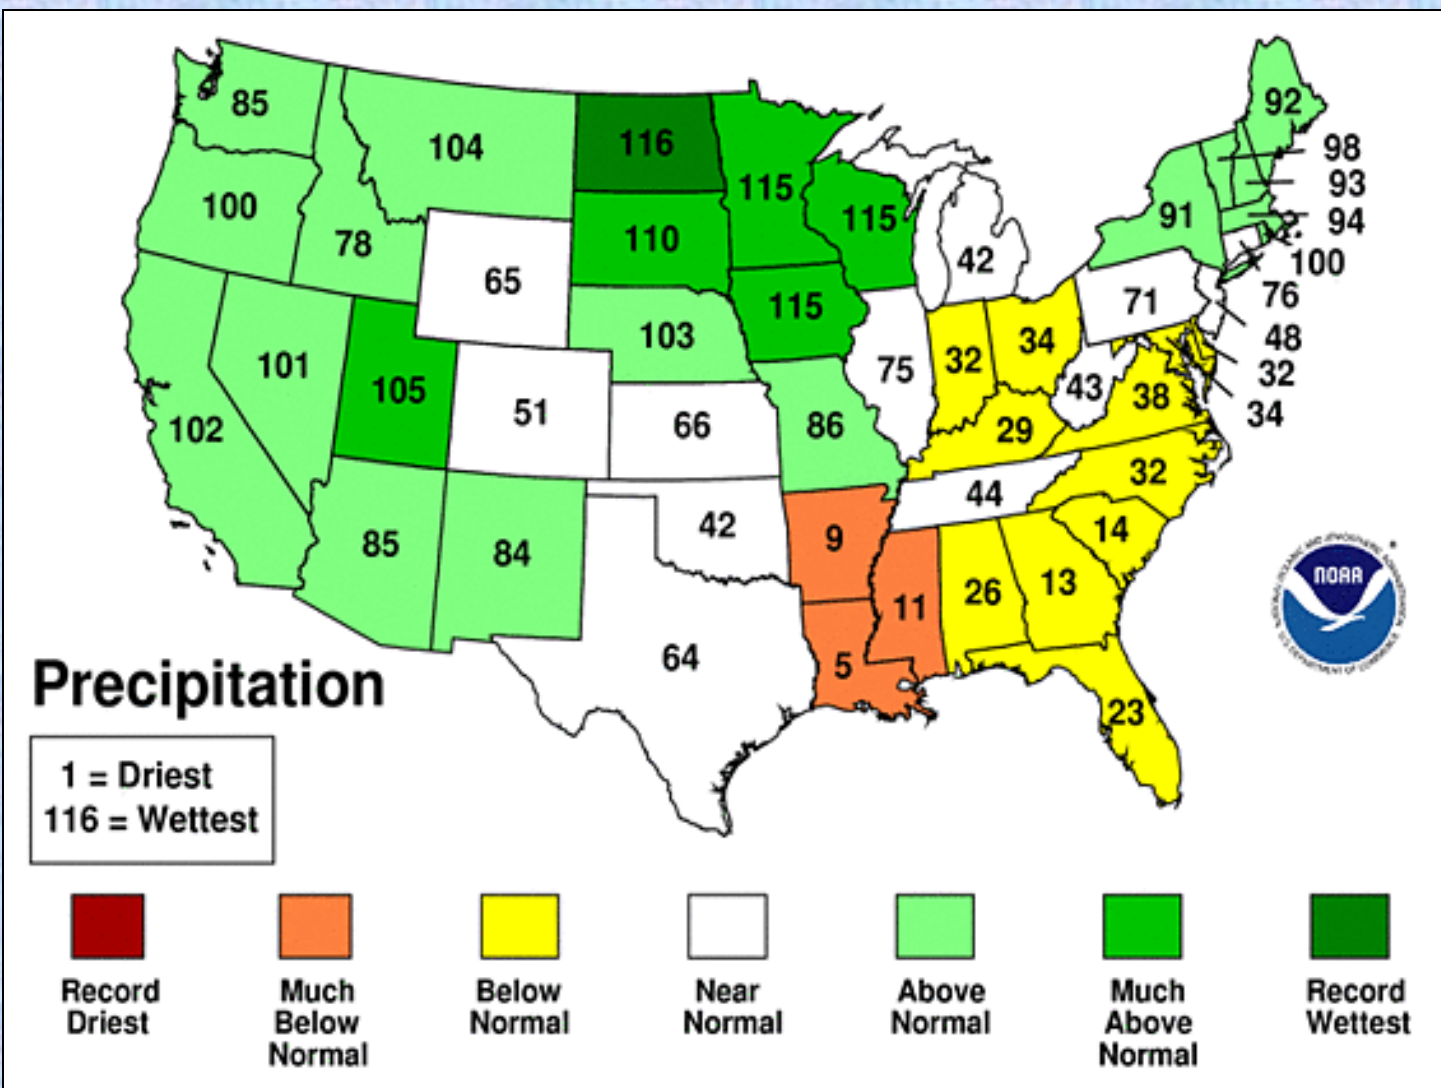 92
85
98
104
116
93
115
94
100
91
115
110
78
100
42
65
76
71
115
103
48
34
101
32
75
32
105
43
38
34
51
102
66
86
29
32
44
42
14
9
85
84
13
26
11
NOAA
64
5
23
Precipitation
1 = Driest
116 = Wettest
Record
Driest
Much
Below
Normal
Below
Normal
Near
Normal
Above
Normal
Much
Above
Normal
Record
Wettest